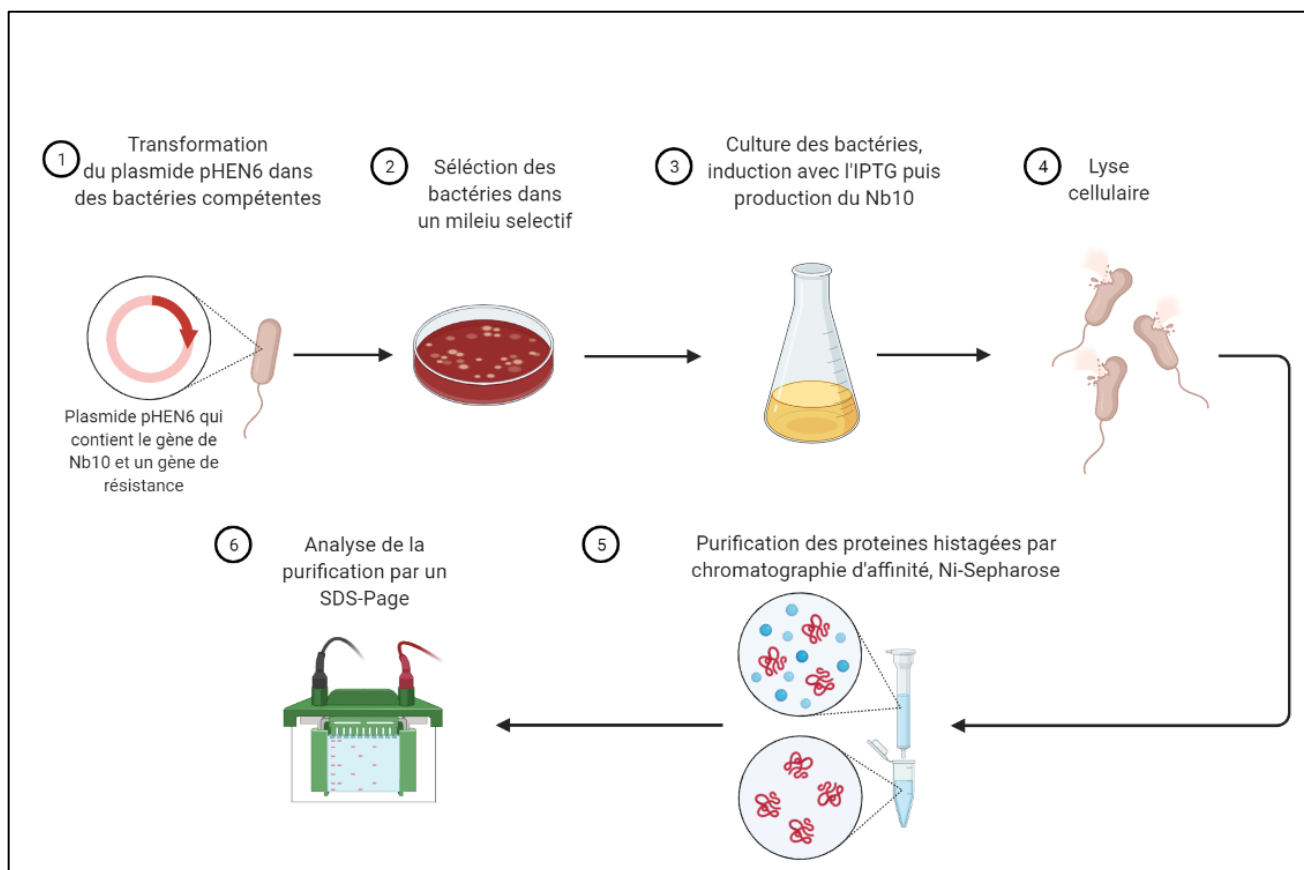 1
Transformation
du plasmide pHEN6 dans
des bactéries compétentes
Plasmide pHEN6 qui
contient le gène de
Nb10 et un gène de
résistance
2
Séléction des
bactéries dans
un mileiu selectif
3
Culture des bactéries,
induction avec l'IPTG puis
production du Nb10
4
Lyse
cellulaire
5
Purification des proteines histagées par
chromatographie d'affinité, Ni-Sepharose
6
Analyse de la
purification par un
SDS-Page